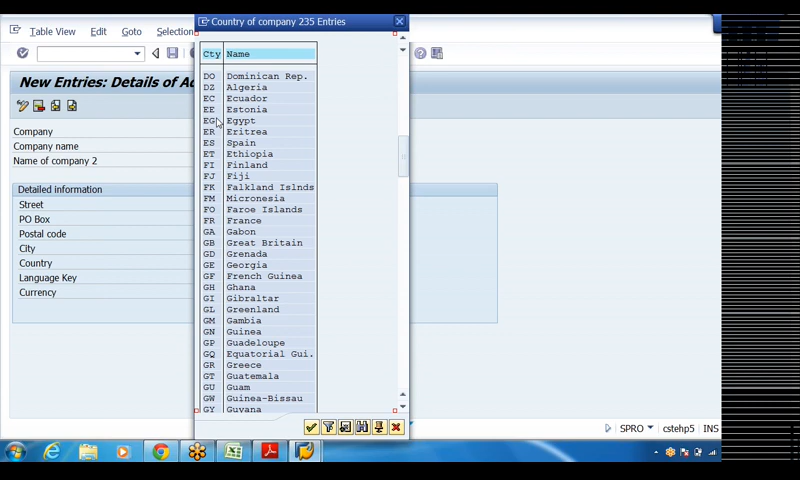 Country of company 235 Entries
Table View Edit Goto Selection
New Entries: Details of Ad
Company
Company name
Name of company 2
Detailed information
Street
PO Box
Postal code
City
Country
Language Key
Currency
Cty Name
DO Dominican Rep.
DZ Algeria
EC Ecuador
EE Estonia
EG Egypt
ER Eritrea
ES Spain
ET Ethiopia
FI Finland
FJ Fiji
FK Falkland Islnds
FM Micronesia
FO Faroe Islands
FR France
GA Gabon
GB Great Britain
GD Grenada
GE Georgia
GF French Guinea
GH Ghana
GI Gibraltar
GL Greenland
GM Gambia
GN Guinea
GP Guadeloupe
GQ Equatorial Gui.
GR Greece
GT Guatemala
GU Guam
GW Guinea-Bissau
GY Guyana
SPRO cstehp5 INS